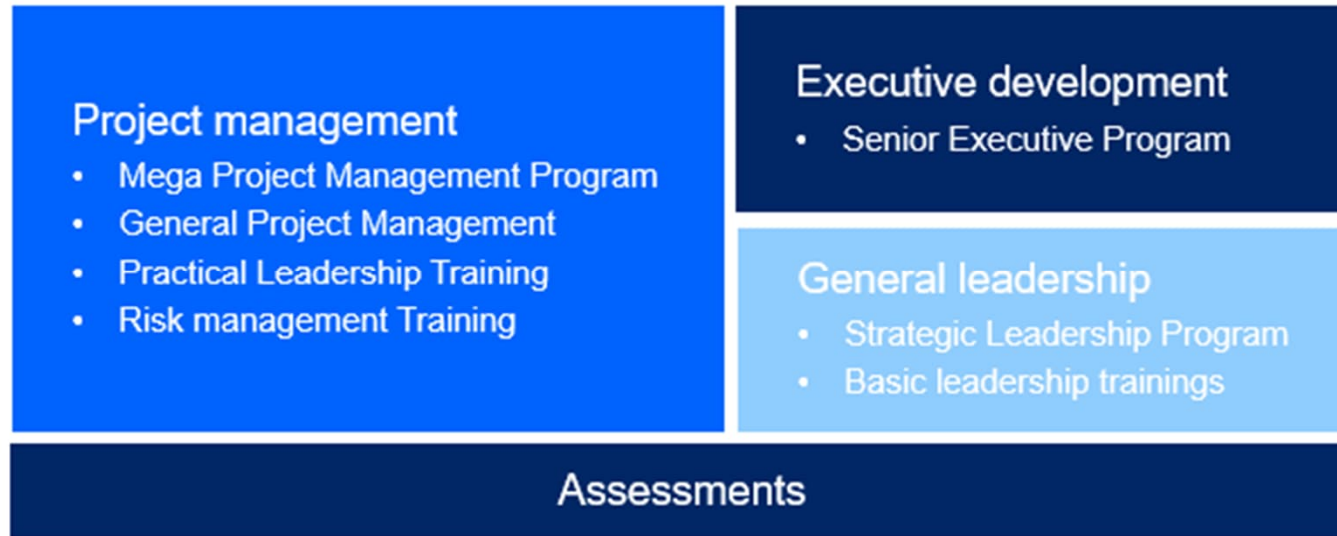 Project management
• Mega Project Management Program
• General Project Management
• Practical Leadership Training
• Risk management Training
Executive development
• Senior Executive Program
General leadership
• Strategic Leadership Program
• Basic leadership trainings
Assessments